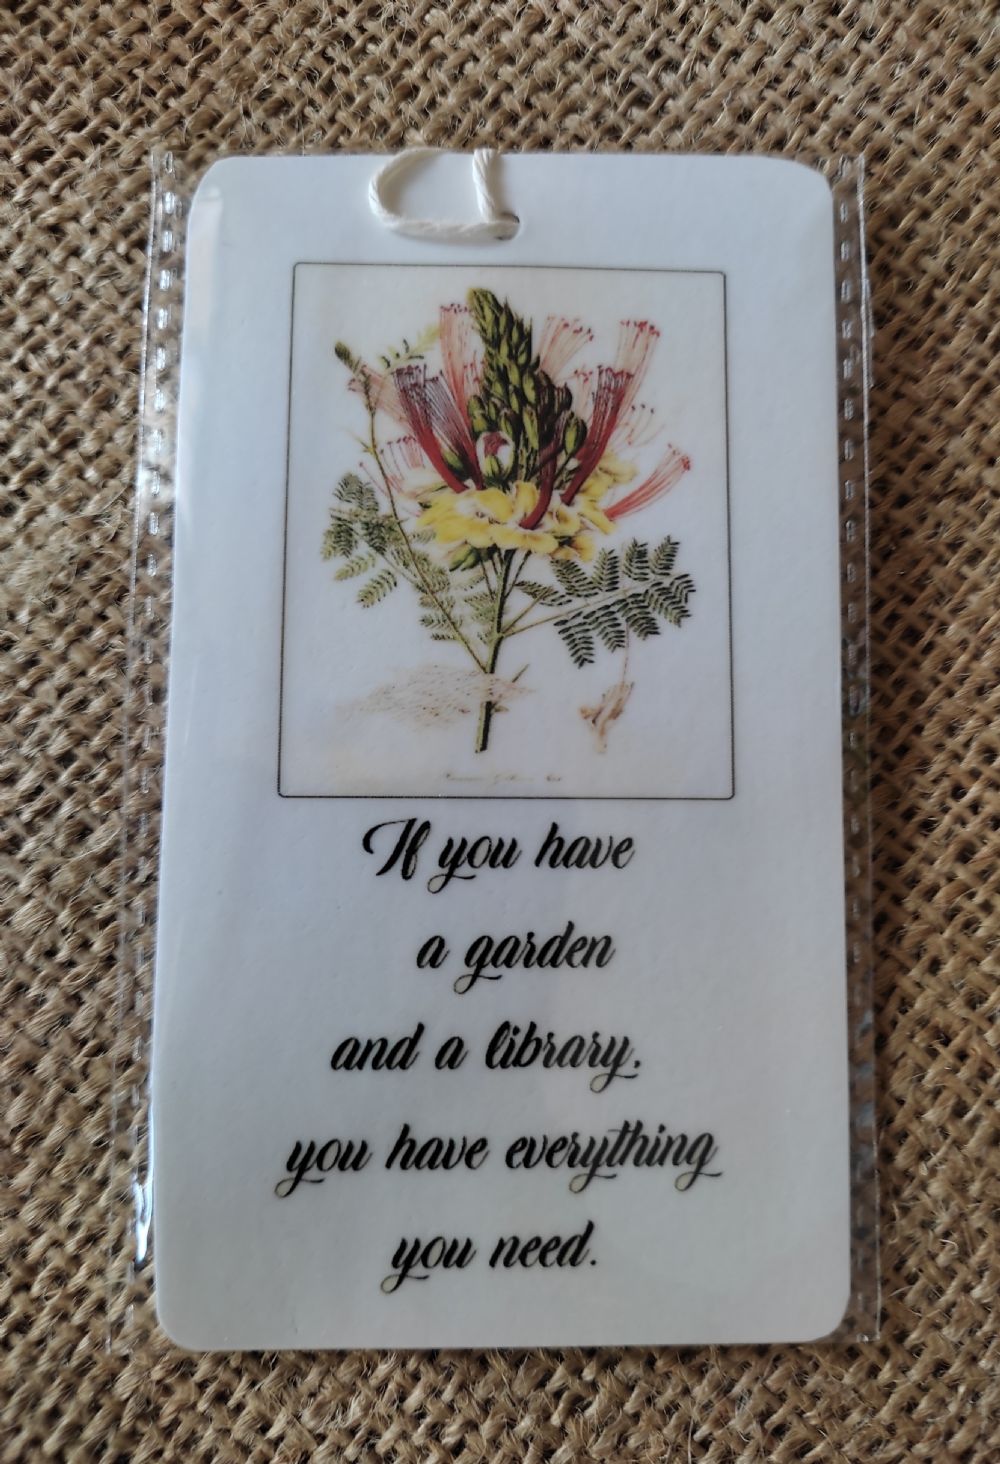 If you have
a garden
and a library,
you have everything
you need.